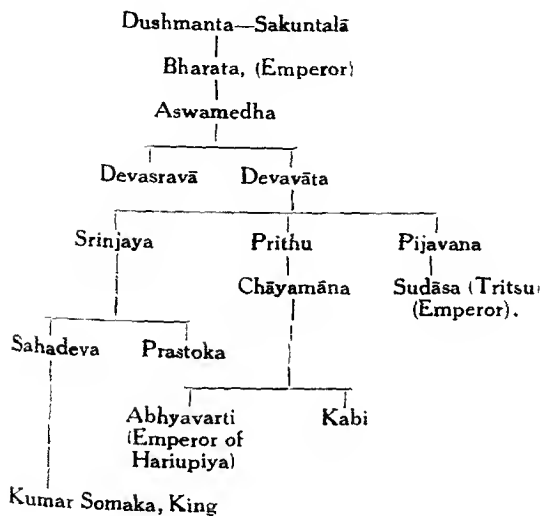 Dushmanta—Sakuntalā
Bharata, (Emperor)
Aswamedha
Devasravā Devavāta
Srinjaya Prithu Pijavana
Chāyamāna Sudāsa (Tritsu)
(Emperor).
Sahadeva Prastoka
Abhyavarti Kabi
(Emperor of
Hariupiya)
Kumar Somaka, King